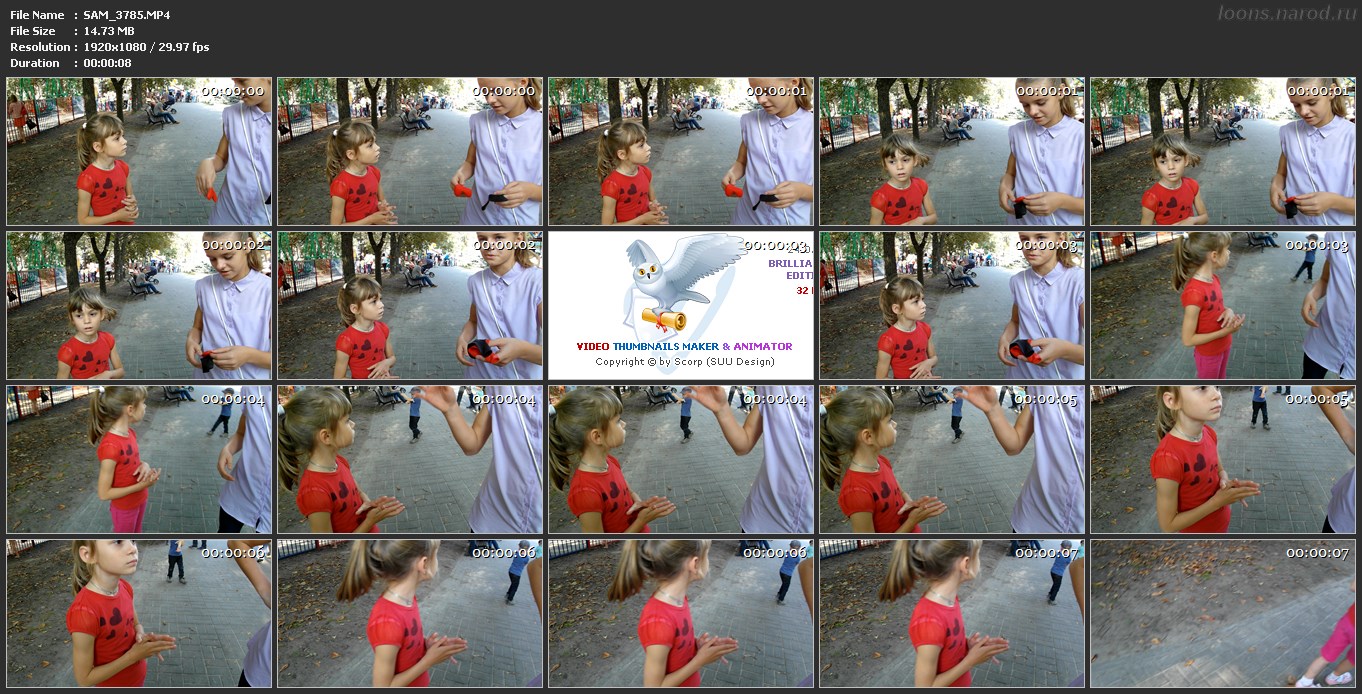 File Name : SAM_3785.MP4
loons.narod.ru
File Size : 14.73 MB
Resolution : 1920x1080 / 29.97 fps
Duration : 00:00:08
00:00:00
00:00:00
00:00:01
00:00:01
00:00:01
00:00:02
00:00:02
00:00:03
BRILLIA
EDIT
32
VIDEO THUMBNAILS MAKER & ANIMATOR
Copyright © by Scorp (SUU Design)
00:00:03
00:00:03
00:00:04
00:00:04
00:00:04
00:00:05
00:00:05
00:00:06
00:00:06
00:00:06
00:00:07
00:00:07